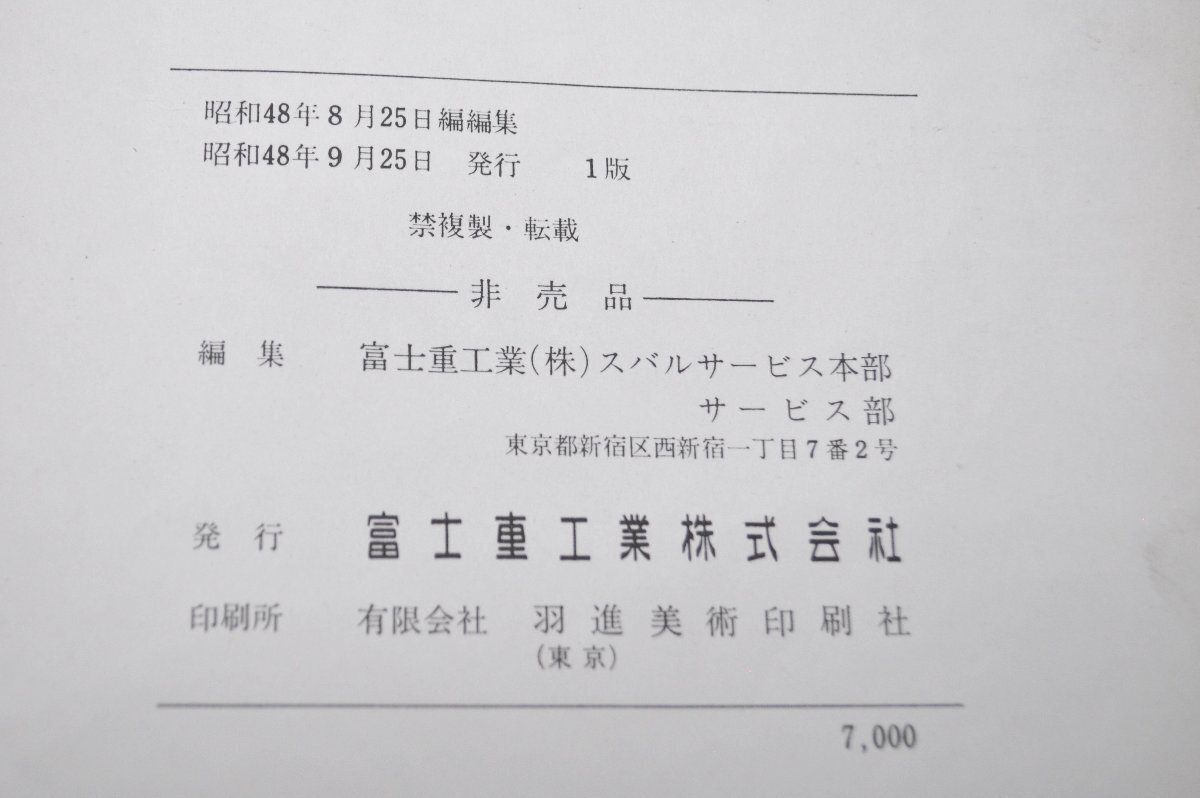 昭和48年8月25日編編集
昭和48年9月25日 発行 1版
禁複製・転載
非売品
編集 富士重工業(株)スバルサービス本部
サービス部
東京都新宿区西新宿一丁目7番2号
発行 富士重工業株式会社
印刷所 有限会社 羽進美術印刷社
(東京)
7,000